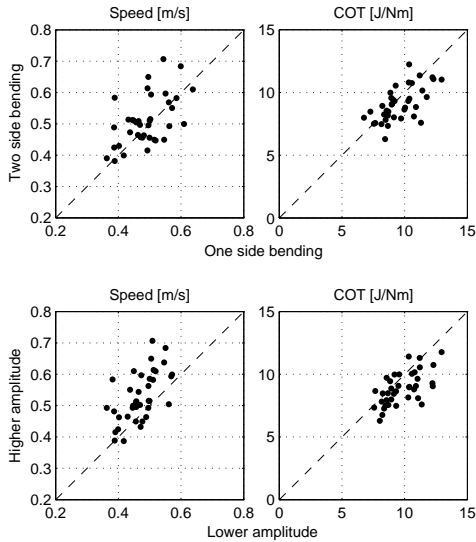 Speed [m/s]
COT [J/Nm]
Two side bending
0.8
0.7
0.6
0.5
0.4
0.3
0.2
0.2 0.4 0.6 0.8
15
10
5
0
0 5 10 15
One side bending
Speed [m/s]
COT [J/Nm]
Higher amplitude
0.8
0.7
0.6
0.5
0.4
0.3
0.2
0.2 0.4 0.6 0.8
15
10
5
0
0 5 10 15
Lower amplitude